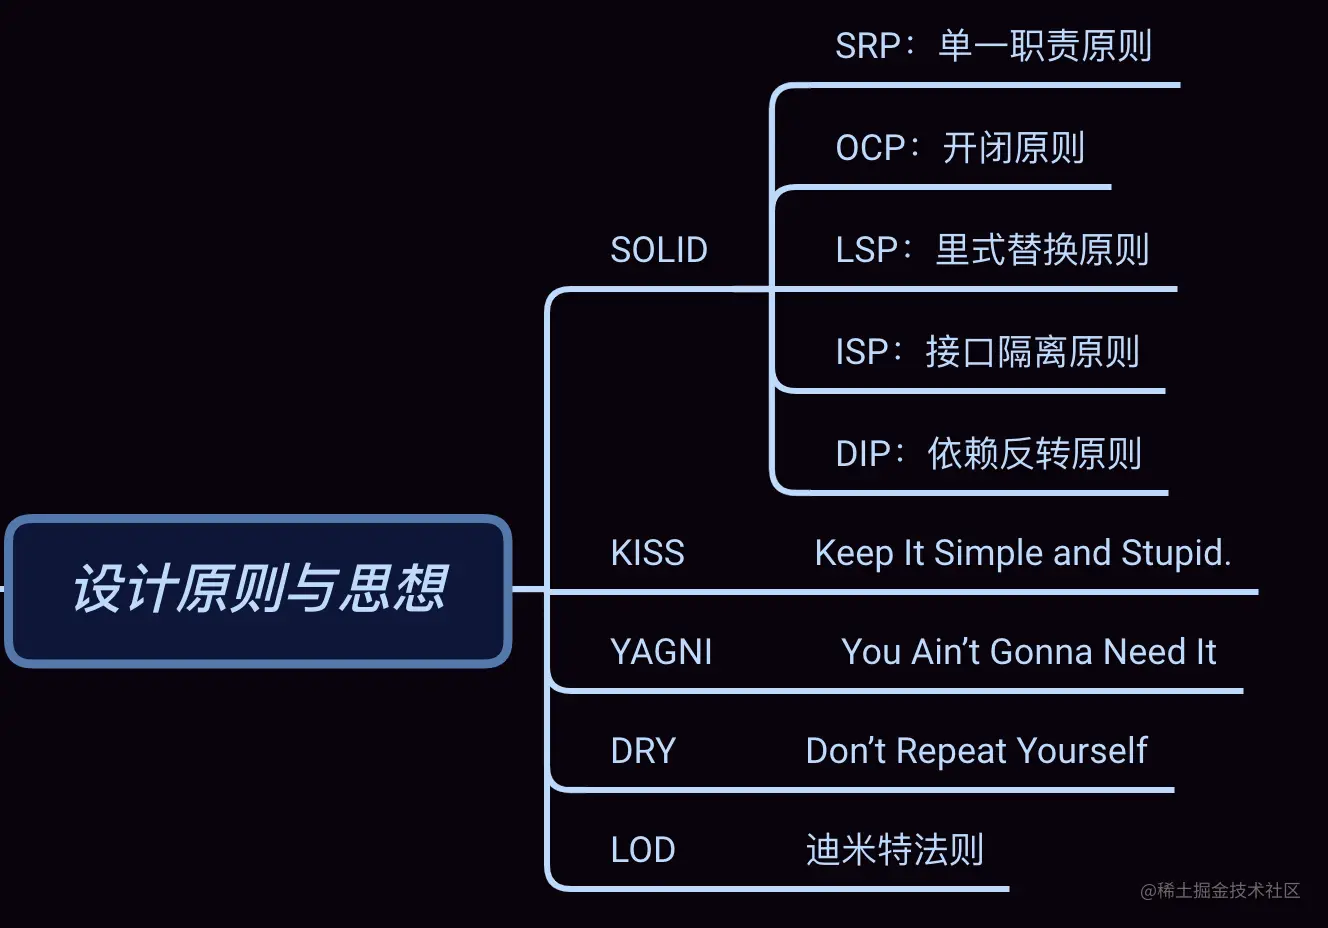 SRP：单一职责原则
OCP：开闭原则
SOLID
LSP：里式替换原则
ISP：接口隔离原则
DIP：依赖反转原则
KISS Keep It Simple and Stupid.
设计原则与思想
YAGNI You Ain’t Gonna Need It
DRY Don’t Repeat Yourself
LOD 迪米特法则
@稀土掘金技术社区